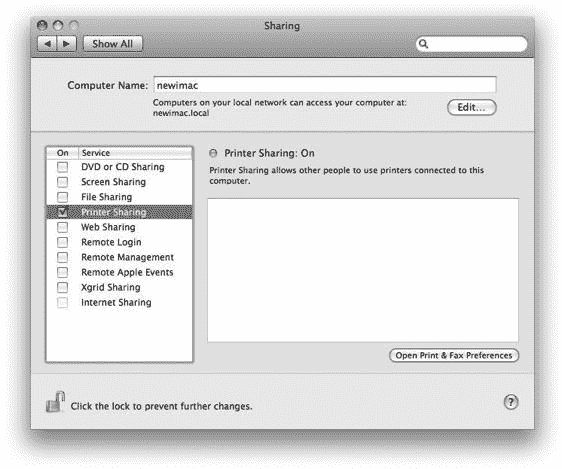 Sharing
Show All
Computer Name: newimac
Computers on your local network can access your computer at:
newimac.local
Edit...
On Service
DVD or CD Sharing
Screen Sharing
File Sharing
Printer Sharing
Web Sharing
Remote Login
Remote Management
Remote Apple Events
Xgrid Sharing
Internet Sharing
Printer Sharing: On
Printer Sharing allows other people to use printers connected to this
computer.
Open Print & Fax Preferences
Click the lock to prevent further changes.
?